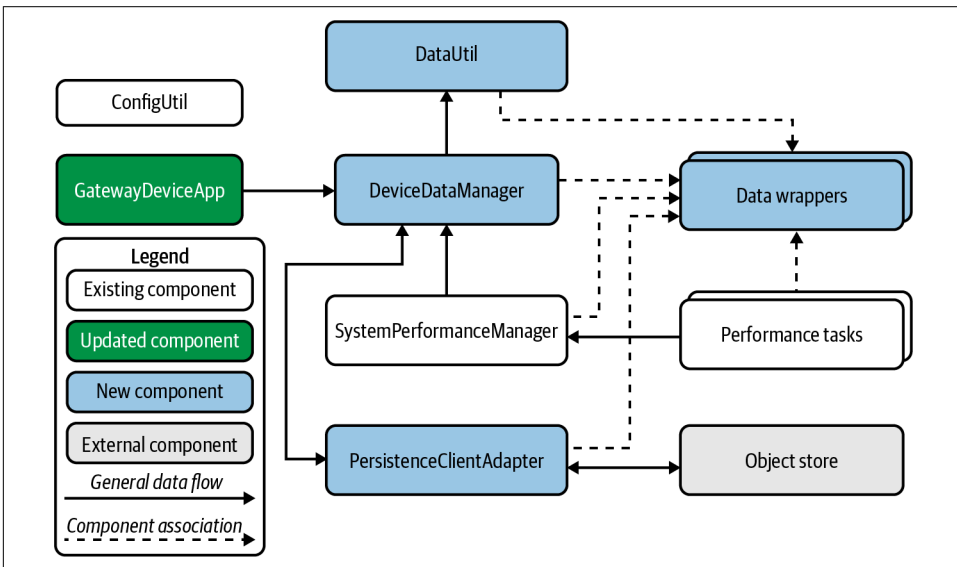 DataUtil
ConfigUtil
GatewayDeviceApp
DeviceDataManager
Data wrappers
Legend
Existing component
Updated component
New component
External component
General data flow
Component association
SystemPerformanceManager
Performance tasks
PersistenceClientAdapter
Object store